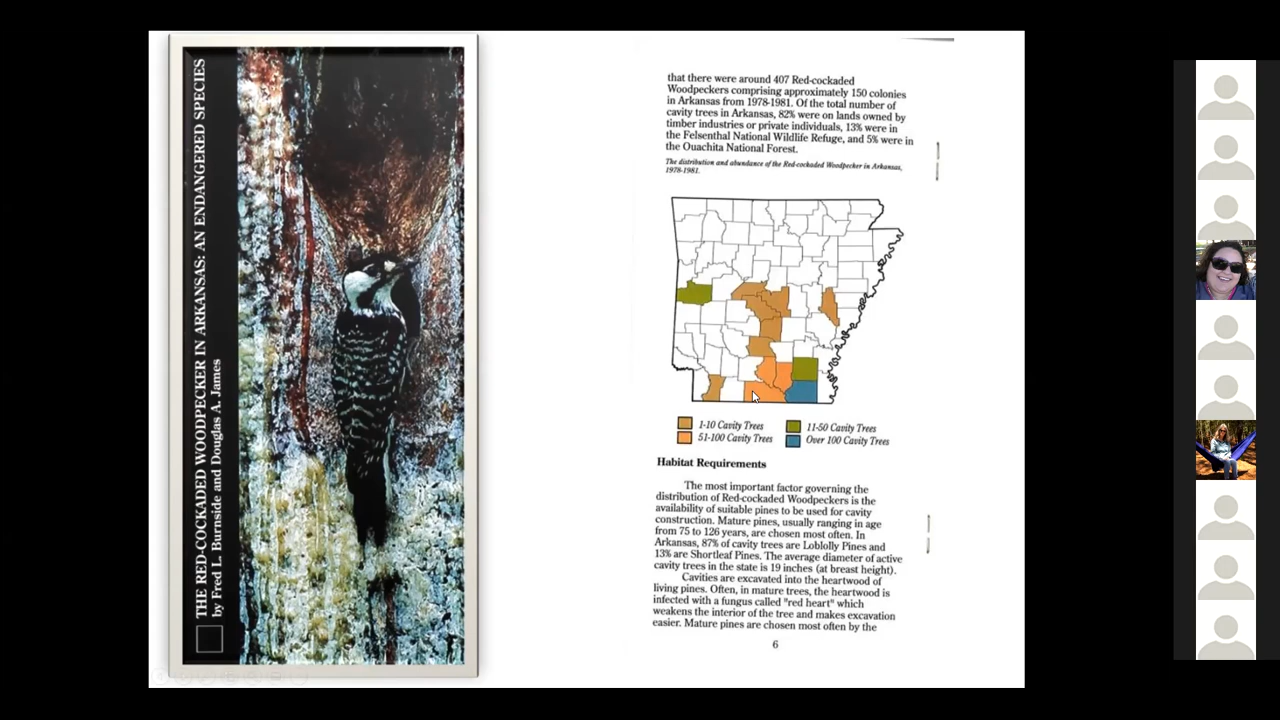 THE RED-COCKADED WOODPECKER IN ARKANSAS: AN ENDANGERED SPECIES
by Fred L. Burnside and Douglas A. James
that there were around 407 Red-cockaded
Woodpeckers comprising approximately 150 colonies
in Arkansas from 1978-1981. Of the total number of
cavity trees in Arkansas, 82% were on lands owned by
timber industries or private individuals, 13% were in
the Felsenthal National Wildlife Refuge, and 5% were in
the Ouachita National Forest.
The distribution and abundance of the Red-cockaded Woodpecker in Arkansas,
1978-1981.
1-10 Cavity Trees
11-50 Cavity Trees
51-100 Cavity Trees
Over 100 Cavity Trees
Habitat Requirements
The most important factor governing the
distribution of Red-cockaded Woodpeckers is the
availability of suitable pines to be used for cavity
construction. Mature pines, usually ranging in age
from 75 to 126 years, are chosen most often. In
Arkansas, 87% of cavity trees are Loblolly Pines and
13% are Shortleaf Pines. The average diameter of active
cavity trees in the state is 19 inches (at breast height).
Cavities are excavated into the heartwood of
living pines. Often, in mature trees, the heartwood is
infected with a fungus called "red heart" which
weakens the interior of the tree and makes excavation
easier. Mature pines are chosen most often by the
6